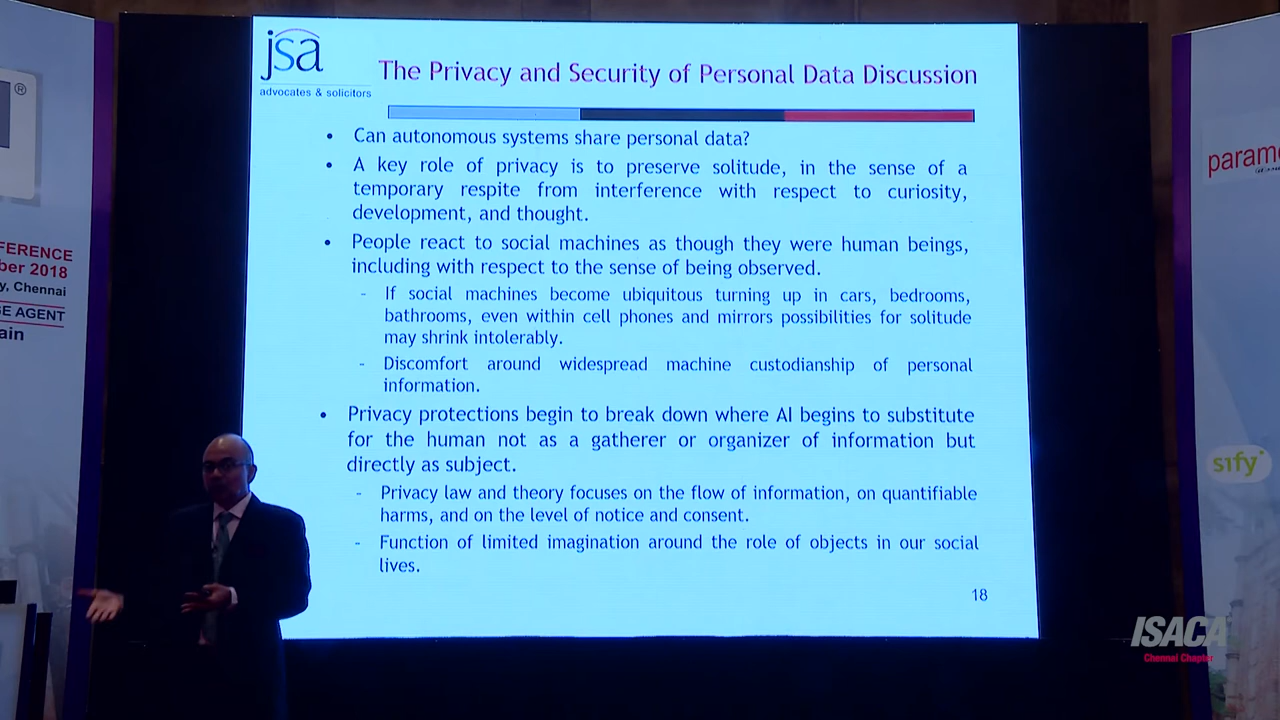 jsa
advocates & solicitors
The Privacy and Security of Personal Data Discussion
• Can autonomous systems share personal data?
• A key role of privacy is to preserve solitude, in the sense of a
temporary respite from interference with respect to curiosity,
development, and thought.
• People react to social machines as though they were human beings,
including with respect to the sense of being observed.
- If social machines become ubiquitous turning up in cars, bedrooms,
bathrooms, even within cell phones and mirrors possibilities for solitude
may shrink intolerably.
- Discomfort around widespread machine custodianship of personal
information.
• Privacy protections begin to break down where AI begins to substitute
for the human not as a gatherer or organizer of information but
directly as subject.
- Privacy law and theory focuses on the flow of information, on quantifiable
harms, and on the level of notice and consent.
- Function of limited imagination around the role of objects in our social
lives.
18
®
FERENCE
ber 2018
y, Chennai
GE AGENT
ain
param
sify
ISACA
Chennai Chapter